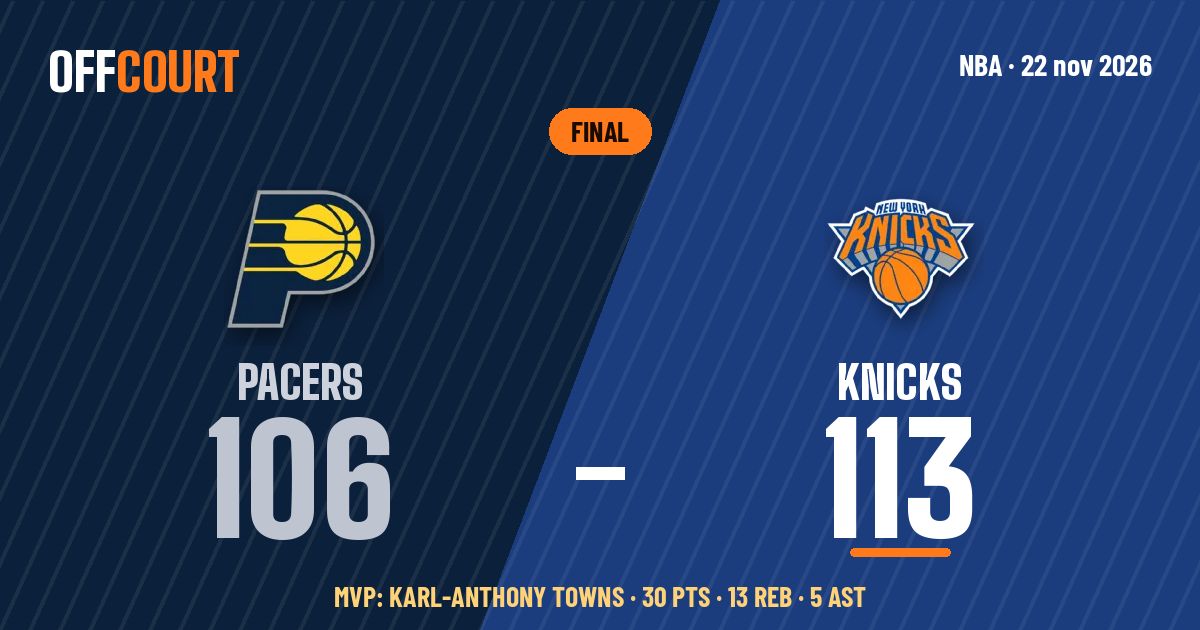 OFFCOURT
NBA · 22 nov 2026
FINAL
NEW YORK
KNICKS
PACERS
KNICKS
106
–
113
MVP: KARL-ANTHONY TOWNS · 30 PTS · 13 REB · 5 AST